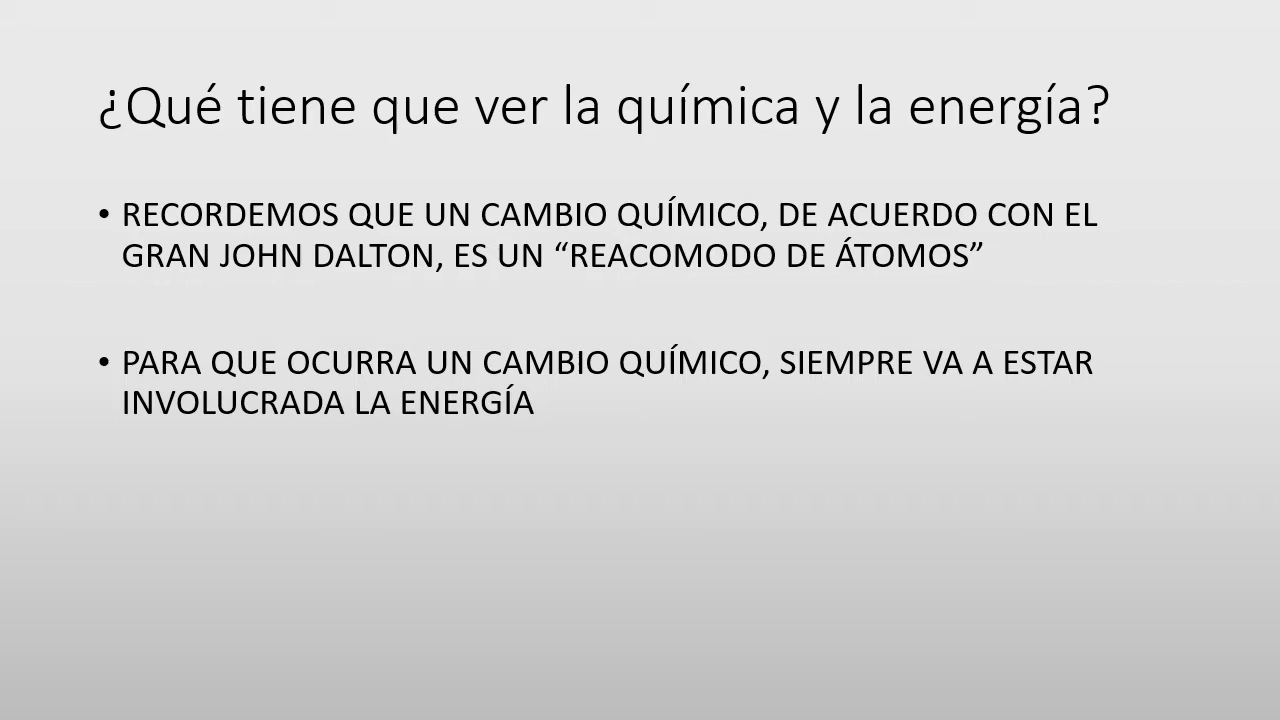 ¿Qué tiene que ver la química y la energía?
• RECORDEMOS QUE UN CAMBIO QUÍMICO, DE ACUERDO CON EL
GRAN JOHN DALTON, ES UN “REACOMODO DE ÁTOMOS”
• PARA QUE OCURRA UN CAMBIO QUÍMICO, SIEMPRE VA A ESTAR
INVOLUCRADA LA ENERGÍA